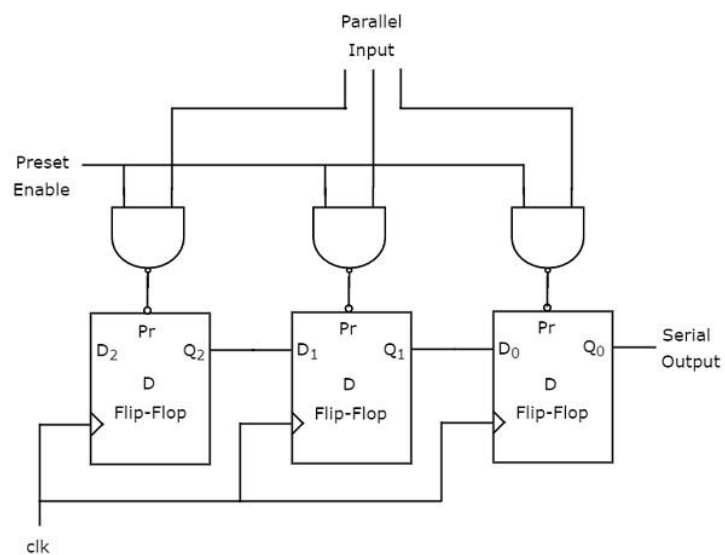 Parallel
Input
Preset
Enable
Pr
Pr
Pr
D₂ Q₂
D₁ Q₁
D₀ Q₀
Serial
Output
D
Flip-Flop
D
Flip-Flop
D
Flip-Flop
clk